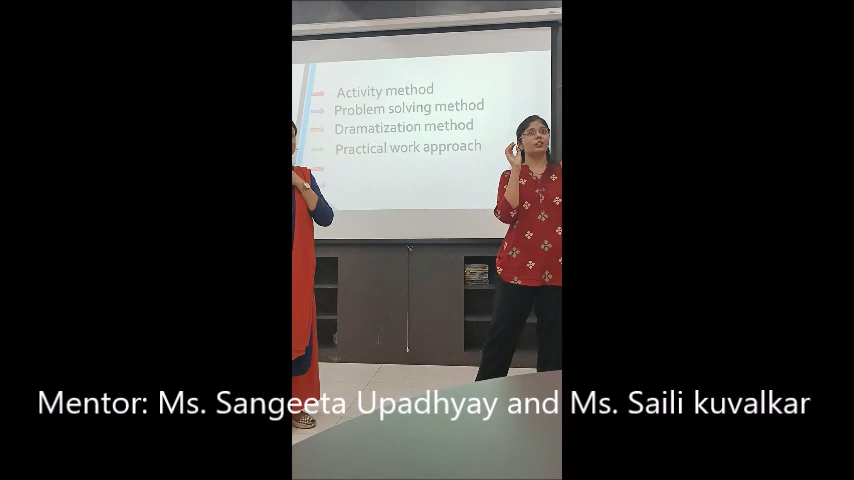 Activity method
Problem solving method
Dramatization method
Practical work approach
Mentor: Ms. Sangeeta Upadhyay and Ms. Saili kuvalkar